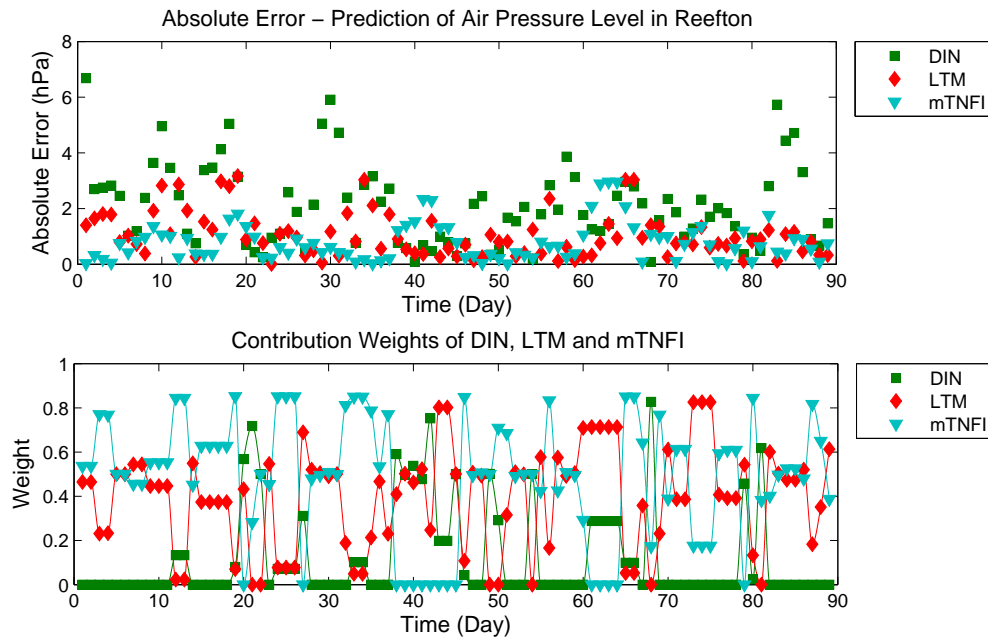 Absolute Error – Prediction of Air Pressure Level in Reefton
Absolute Error (hPa)
8
6
4
2
0
0 10 20 30 40 50 60 70 80 90
Time (Day)
DIN
LTM
mTNFI
Contribution Weights of DIN, LTM and mTNFI
Weight
1
0.8
0.6
0.4
0.2
0
0 10 20 30 40 50 60 70 80 90
Time (Day)
DIN
LTM
mTNFI